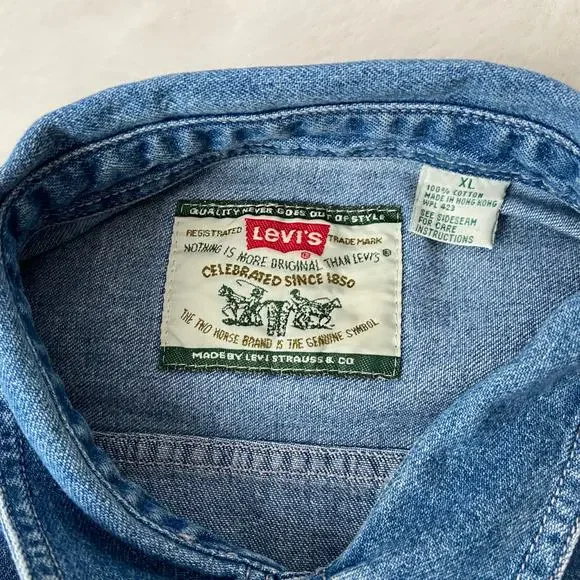 QUALITY NEVER GOES OUT OF STYLE
REGISTRATED LEVI'S TRADE MARK
®
NOTHING IS MORE ORIGINAL THAN LEVI'S®
CELEBRATED SINCE 1850
THE TWO HORSE BRAND IS THE GENUINE SYMBOL
MADE BY LEVI STRAUSS & CO
XL
100% COTTON
MADE IN HONG KONG
WPL 423
SEE SIDESEAM
FOR CARE
INSTRUCTIONS